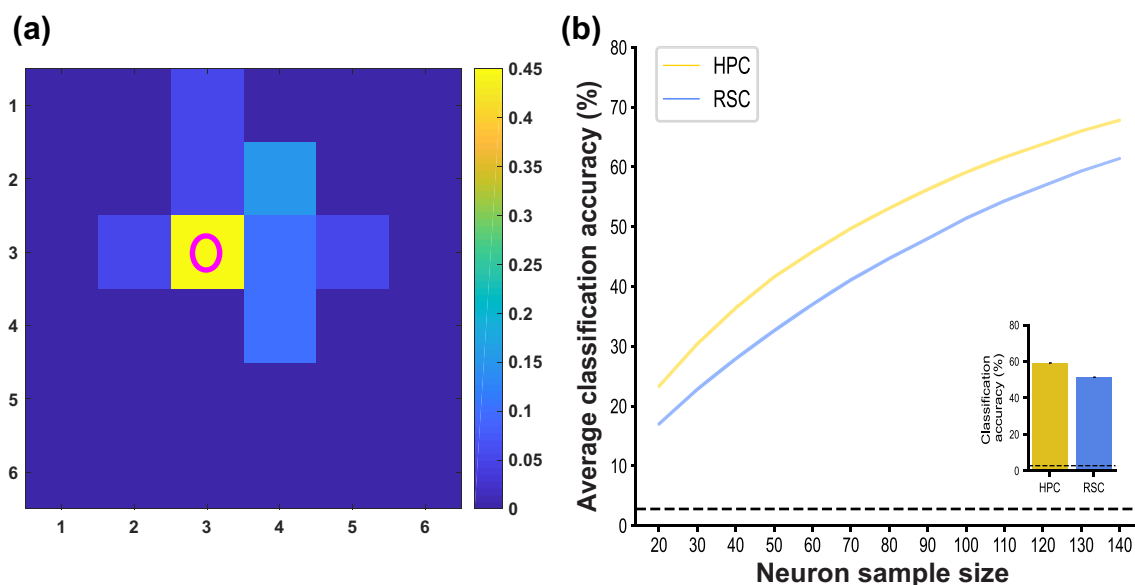 (a)
1
2
3
4
5
6
1 2 3 4 5 6
0.45
0.4
0.35
0.3
0.25
0.2
0.15
0.1
0.05
0
(b)
Average classification accuracy (%)
80
70
60
50
40
30
20
10
0
HPC
RSC
20 30 40 50 60 70 80 90 100 110 120 130 140
Neuron sample size
Classification
accuracy (%)
80
60
40
20
0
HPC RSC